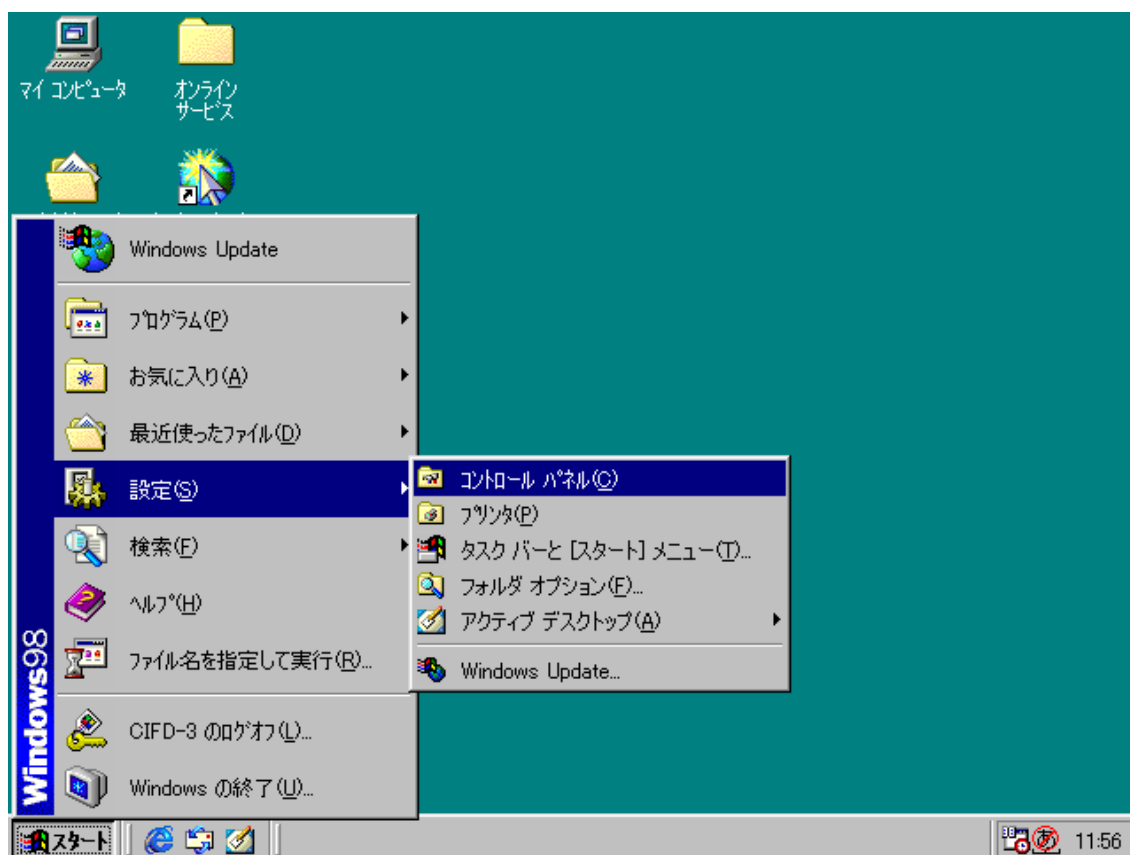 マイ コンピュータ
オンライン
サービス
Windows Update
プログラム(P)
お気に入り(A)
最近使ったファイル(D)
設定(S)
検索(F)
ヘルプ(H)
ファイル名を指定して実行(R)...
CIFD-3 のログオフ(L)...
Windows の終了(U)...
Windows98
コントロール パネル(C)
プリンタ(P)
タスク バーと [スタート] メニュー(T)...
フォルダ オプション(F)...
アクティブ デスクトップ(A)
Windows Update...
スタート
あ
11:56